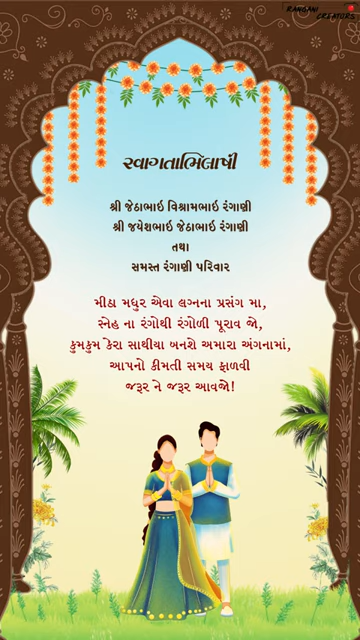 RANGANI
CREATORS
સ્વાગતાભિલાષી
શ્રી જેઠાભાઇ વિશ્રામભાઇ રંગાણી
શ્રી જયેશભાઇ જેઠાભાઇ રંગાણી
તથા
સમસ્ત રંગાણી પરિવાર
મીઠા મધુર એવા લગ્નના પ્રસંગ મા,
સ્નેહ ના રંગોથી રંગોળી પૂરાવ જો,
કુમકુમ કેરા સાથીયા બનશે અમારા અંગનામાં,
આપનો કીમતી સમય ફાળવી
જરૂર ને જરૂર આવજો!